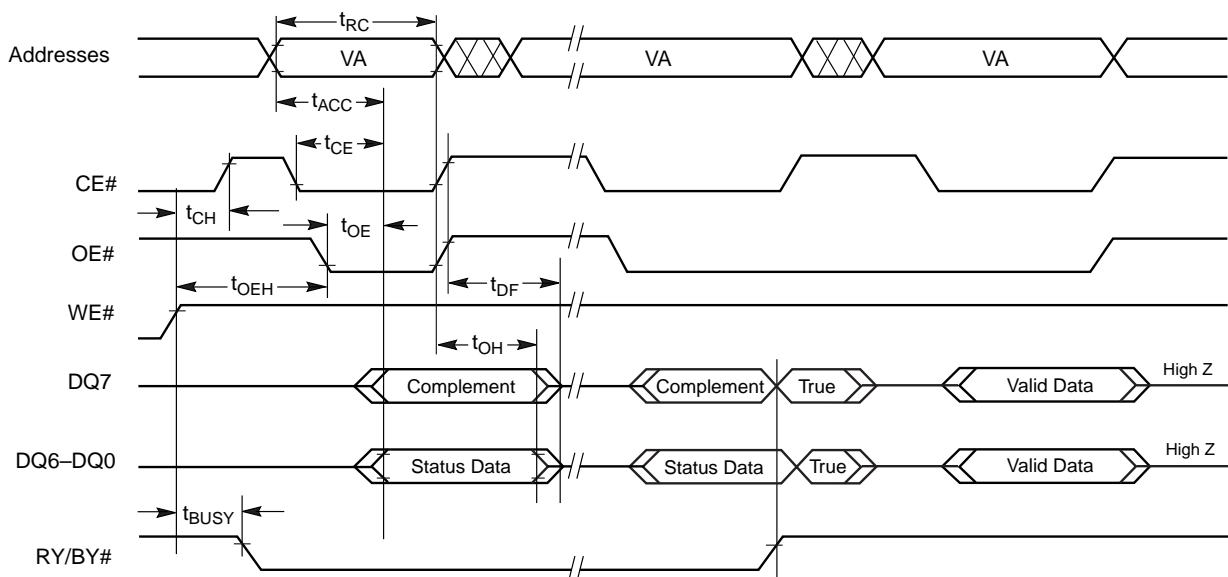 tRC
Addresses VA VA VA
tACC
tCE
CE#
tCH tOE
OE#
tOEH tDF
WE#
tOH
DQ7 Complement Complement True Valid Data High Z
DQ6–DQ0 Status Data Status Data True Valid Data High Z
tBUSY
RY/BY#